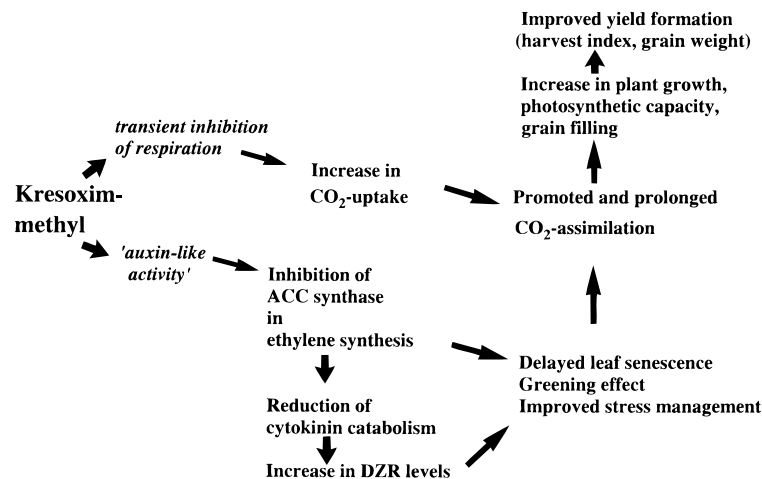 Improved yield formation
(harvest index, grain weight)
Increase in plant growth,
photosynthetic capacity,
grain filling
transient inhibition
of respiration
Increase in
CO₂-uptake
Kresoxim-
methyl
Promoted and prolonged
CO₂-assimilation
'auxin-like
activity'
Inhibition of
ACC synthase
in
ethylene synthesis
Delayed leaf senescence
Greening effect
Improved stress management
Reduction of
cytokinin catabolism
Increase in DZR levels